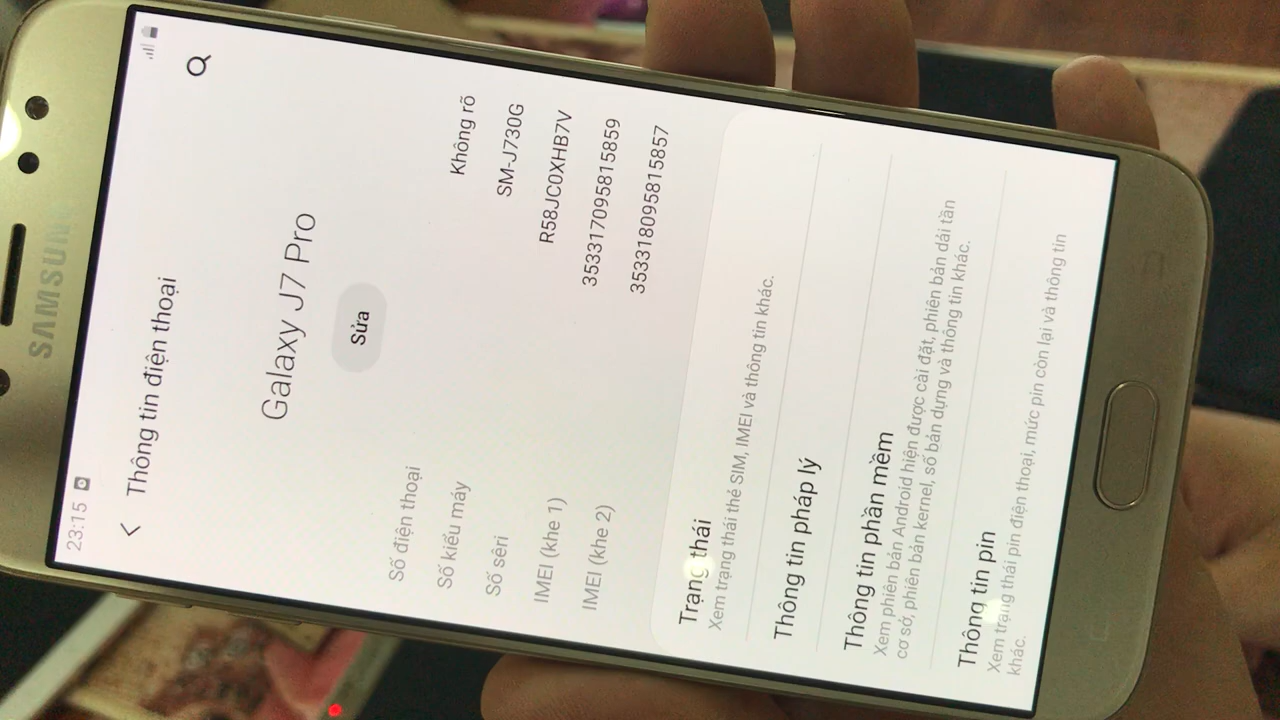 SAMSUNG
23:15
Thông tin điện thoại
Galaxy J7 Pro
Sửa
Số điện thoại Không rõ
Số kiểu máy SM-J730G
Số sêri R58JC0XHB7V
IMEI (khe 1) 353317095815859
IMEI (khe 2) 353318095815857
Trạng thái
Xem trạng thái thẻ SIM, IMEI và thông tin khác.
Thông tin pháp lý
Thông tin phần mềm
Xem phiên bản Android hiện được cài đặt, phiên bản dải tần
cơ sở, phiên bản kernel, số bản dựng và thông tin khác.
Thông tin pin
Xem trạng thái pin điện thoại, mức pin còn lại và thông tin
khác.